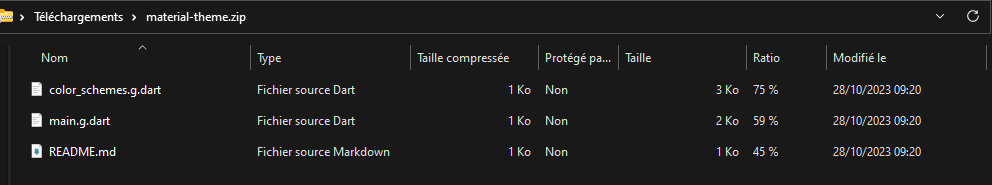 Téléchargements > material-theme.zip
Nom Type Taille compressée Protégé pa... Taille Ratio Modifié le
color_schemes.g.dart Fichier source Dart 1 Ko Non 3 Ko 75 % 28/10/2023 09:20
main.g.dart Fichier source Dart 1 Ko Non 2 Ko 59 % 28/10/2023 09:20
README.md Fichier source Markdown 1 Ko Non 1 Ko 45 % 28/10/2023 09:20